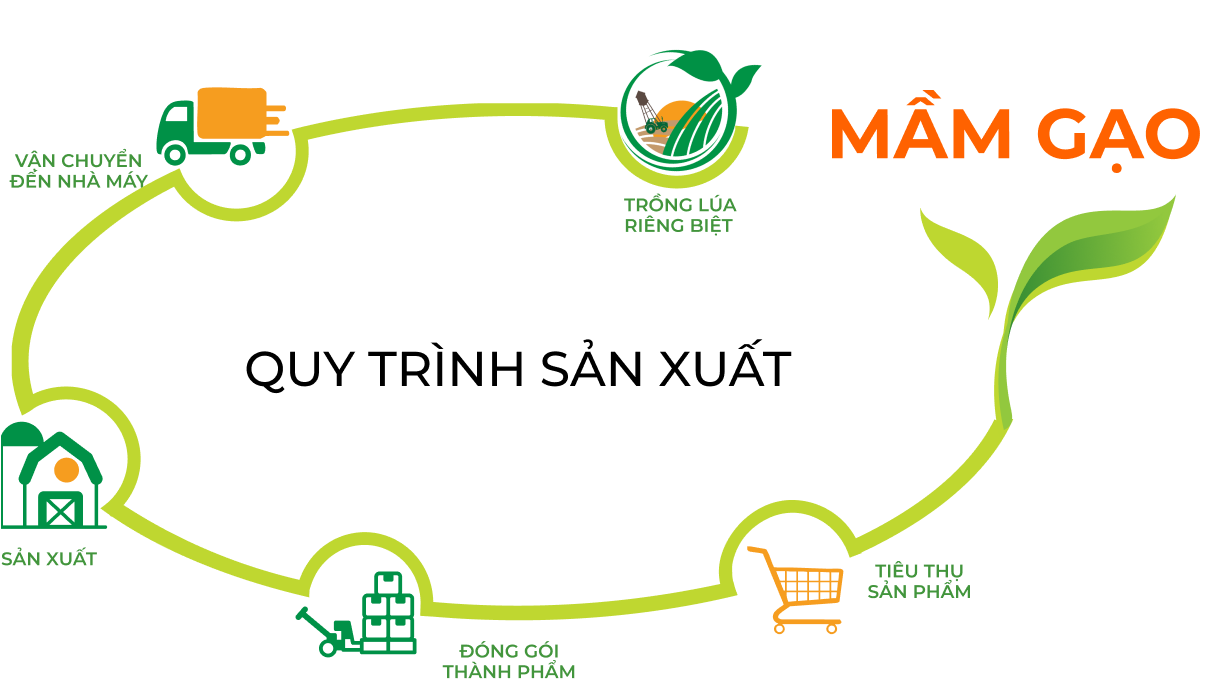 MẦM GẠO
TRỒNG LÚA
RIÊNG BIỆT
VẬN CHUYỂN
ĐẾN NHÀ MÁY
QUY TRÌNH SẢN XUẤT
SẢN XUẤT
ĐÓNG GÓI
THÀNH PHẨM
TIÊU THỤ
SẢN PHẨM